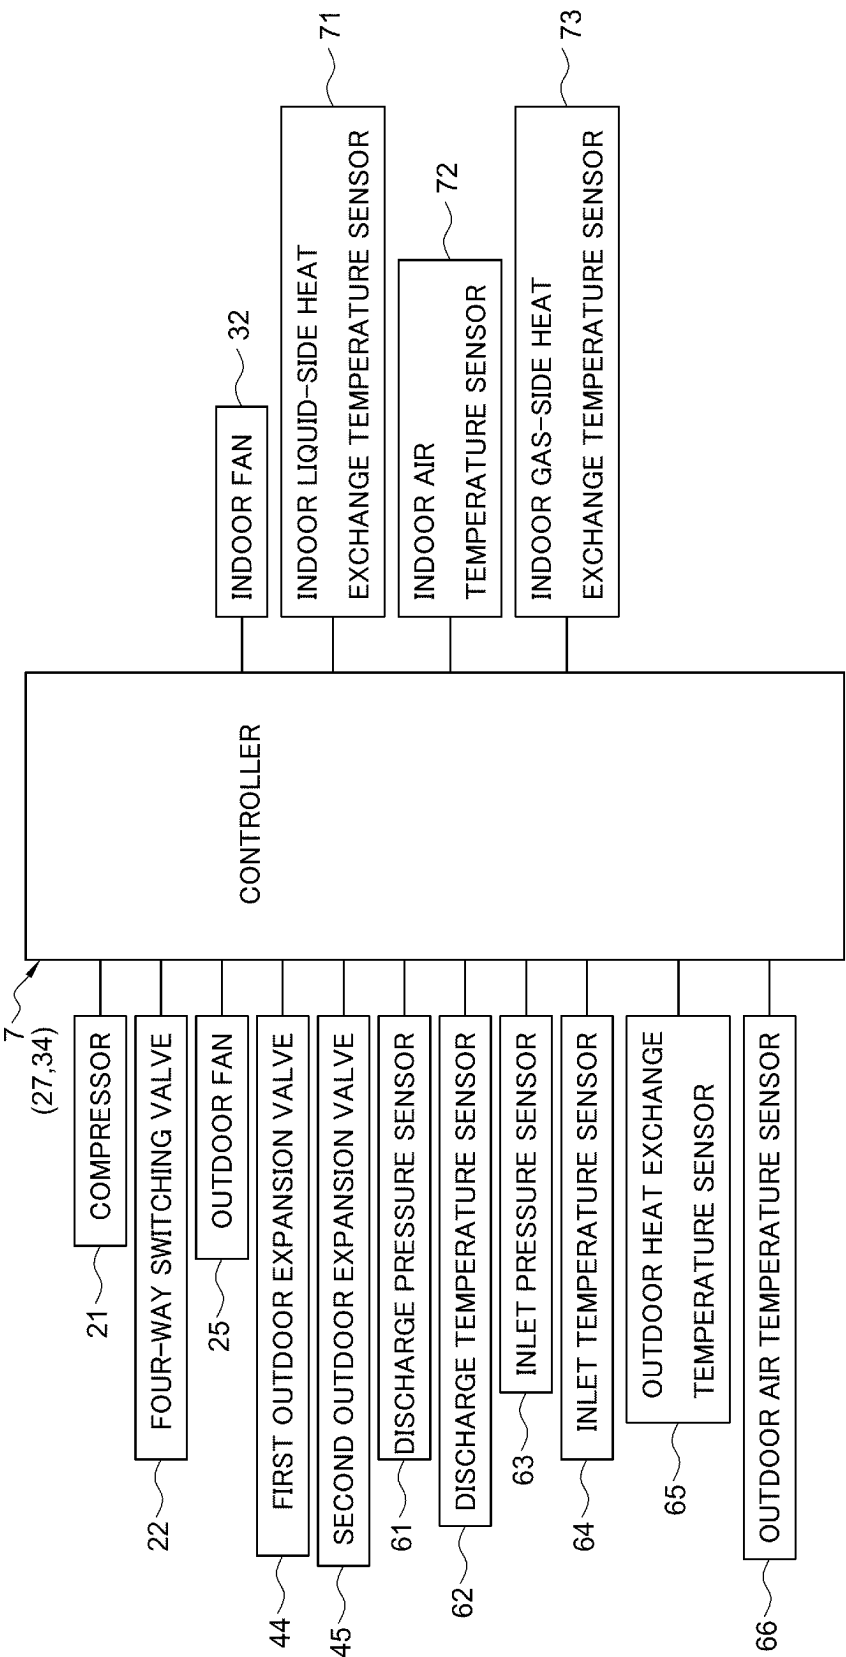 7
(27,34)
CONTROLLER
COMPRESSOR
21
FOUR-WAY SWITCHING VALVE
22
OUTDOOR FAN
25
FIRST OUTDOOR EXPANSION VALVE
44
SECOND OUTDOOR EXPANSION VALVE
45
DISCHARGE PRESSURE SENSOR
61
DISCHARGE TEMPERATURE SENSOR
62
INLET PRESSURE SENSOR
63
INLET TEMPERATURE SENSOR
64
OUTDOOR HEAT EXCHANGE
TEMPERATURE SENSOR
65
OUTDOOR AIR TEMPERATURE SENSOR
66
INDOOR FAN
32
INDOOR LIQUID-SIDE HEAT
EXCHANGE TEMPERATURE SENSOR
71
INDOOR AIR
TEMPERATURE SENSOR
72
INDOOR GAS-SIDE HEAT
EXCHANGE TEMPERATURE SENSOR
73